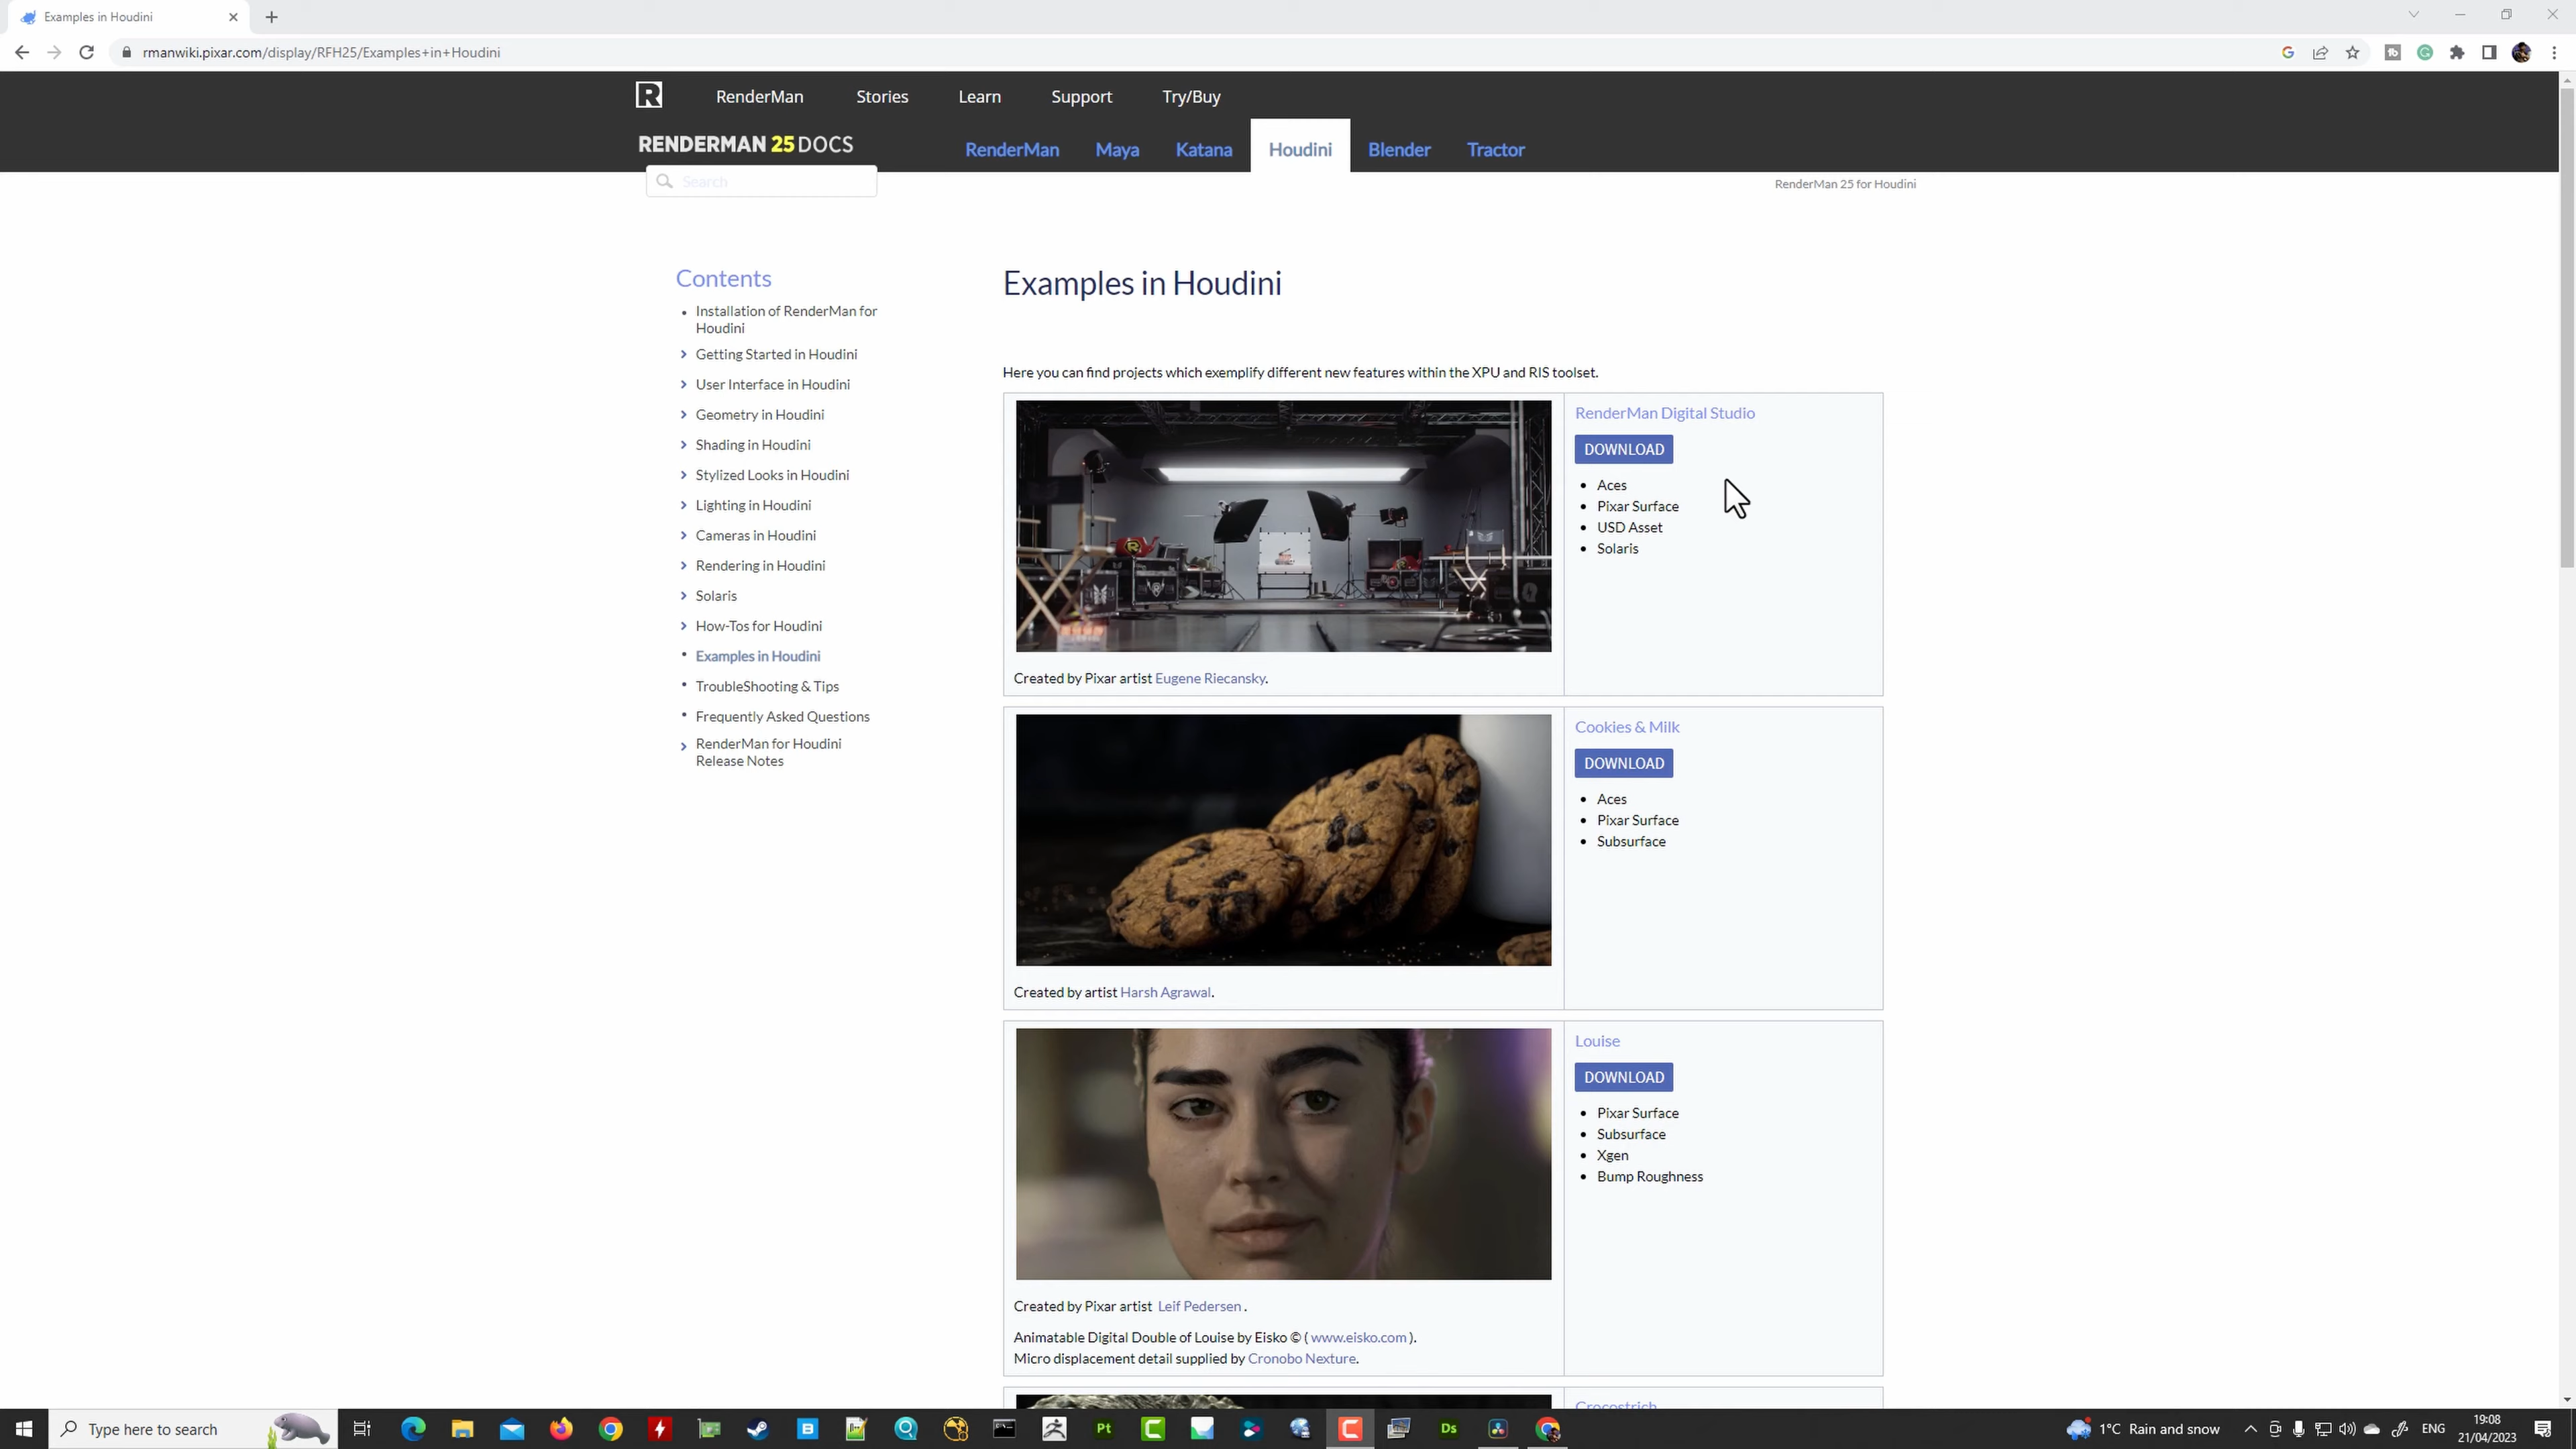 Examples in Houdini
rmanwiki.pixar.com/display/RFH25/Examples+in+Houdini
R RenderMan Stories Learn Support Try/Buy
RENDERMAN 25 DOCS RenderMan Maya Katana Houdini Blender Tractor
Search
RenderMan 25 for Houdini
Contents
Installation of RenderMan for
Houdini
Getting Started in Houdini
User Interface in Houdini
Geometry in Houdini
Shading in Houdini
Stylized Looks in Houdini
Lighting in Houdini
Cameras in Houdini
Rendering in Houdini
Solaris
How-Tos for Houdini
Examples in Houdini
TroubleShooting & Tips
Frequently Asked Questions
RenderMan for Houdini
Release Notes
Examples in Houdini
Here you can find projects which exemplify different new features within the XPU and RIS toolset.
RenderMan Digital Studio
DOWNLOAD
Aces
Pixar Surface
USD Asset
Solaris
Created by Pixar artist Eugene Riecansky.
Cookies & Milk
DOWNLOAD
Aces
Pixar Surface
Subsurface
Created by artist Harsh Agrawal.
Louise
DOWNLOAD
Pixar Surface
Subsurface
Xgen
Bump Roughness
Created by Pixar artist Leif Pedersen .
Animatable Digital Double of Louise by Eisko © ( www.eisko.com ).
Micro displacement detail supplied by Cronobo Nexture.
Crocostrich
Type here to search
Pt
Ds
1°C Rain and snow
ENG
19:08
21/04/2023